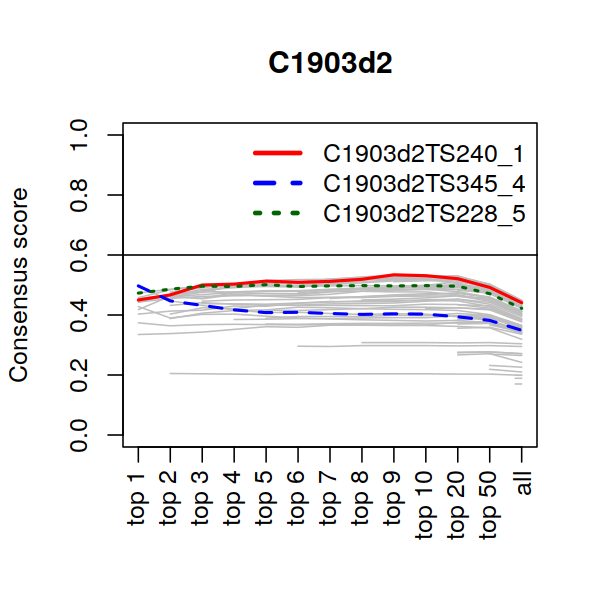 C1903d2
Consensus score
1.0
0.8
0.6
0.4
0.2
0.0
C1903d2TS240_1
C1903d2TS345_4
C1903d2TS228_5
top 1
top 2
top 3
top 4
top 5
top 6
top 7
top 8
top 9
top 10
top 20
top 50
all